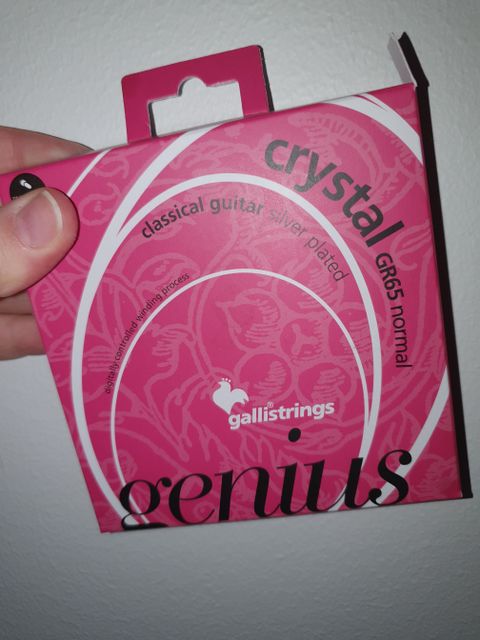 crystal GR65 normal
classical guitar silver plated
digitally controlled winding process
gallistrings®
genius